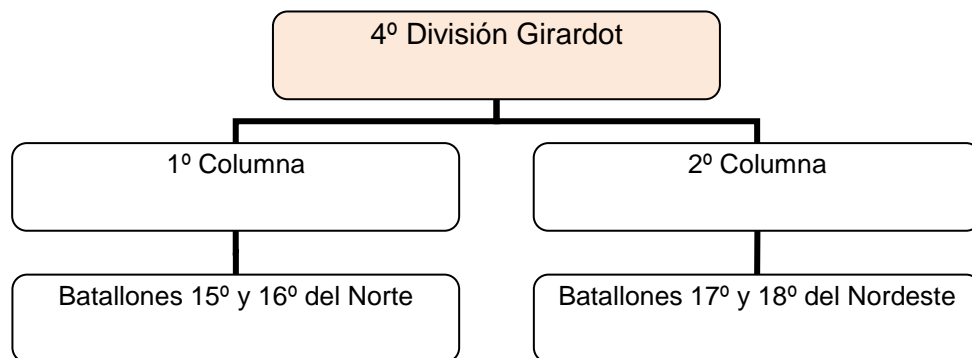 4º División Girardot
1º Columna
2º Columna
Batallones 15º y 16º del Norte
Batallones 17º y 18º del Nordeste